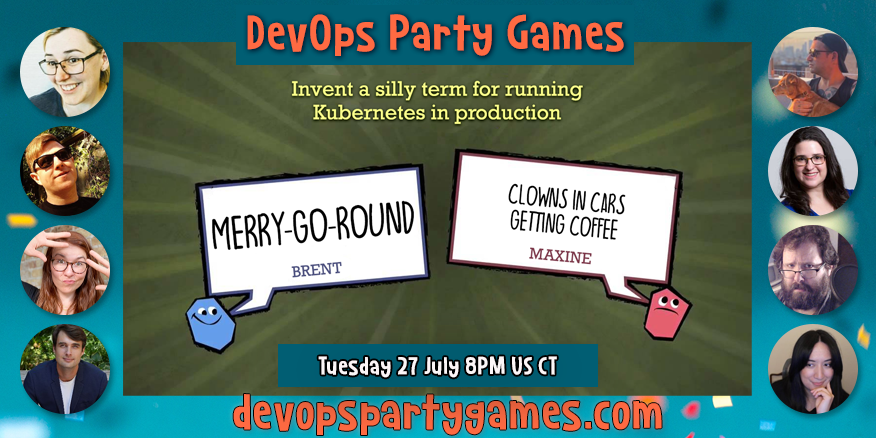 DevOps Party Games
Invent a silly term for running
Kubernetes in production
MERRY-GO-ROUND
BRENT
CLOWNS IN CARS
GETTING COFFEE
MAXINE
Tuesday 27 July 8PM US CT
devopspartygames.com